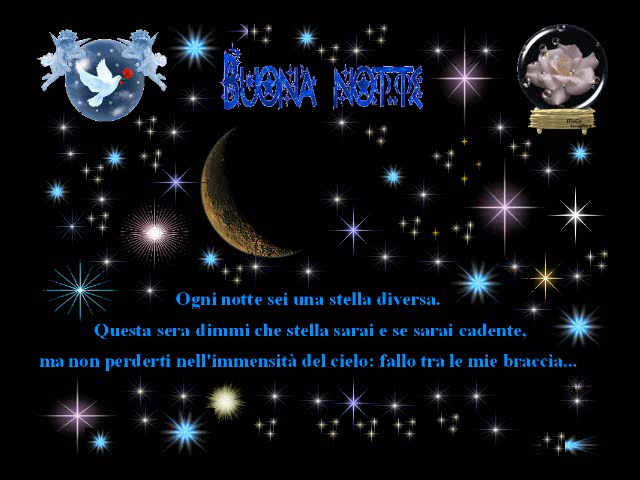 Buona notte
Ogni notte sei una stella diversa.
Questa sera dimmi che stella sarai e se sarai cadente,
ma non perderti nell'immensità del cielo: fallo tra le mie braccia...